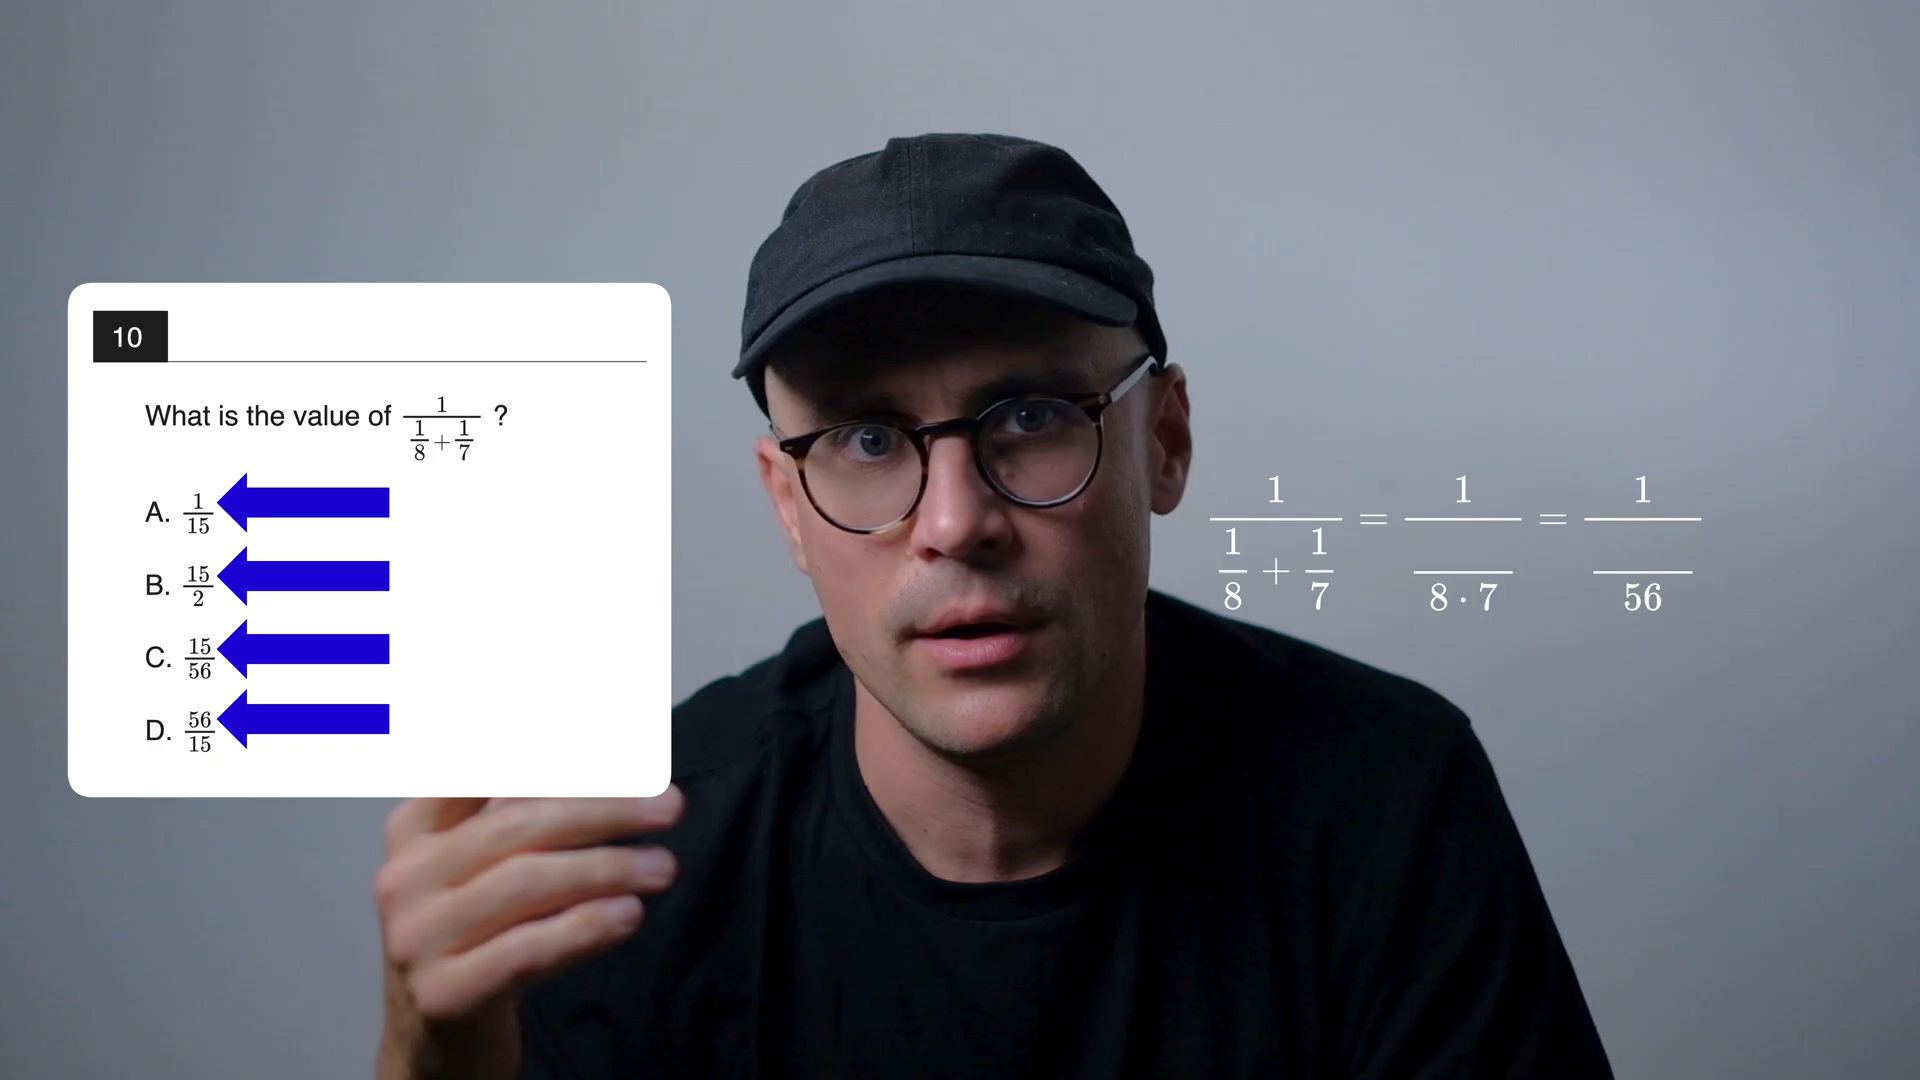 10
What is the value of 1/(1/8 + 1/7) ?
A. 1/15
B. 15/2
C. 15/56
D. 56/15
1/(1/8 + 1/7) = 1/( /8 · 7) = 1/( /56)